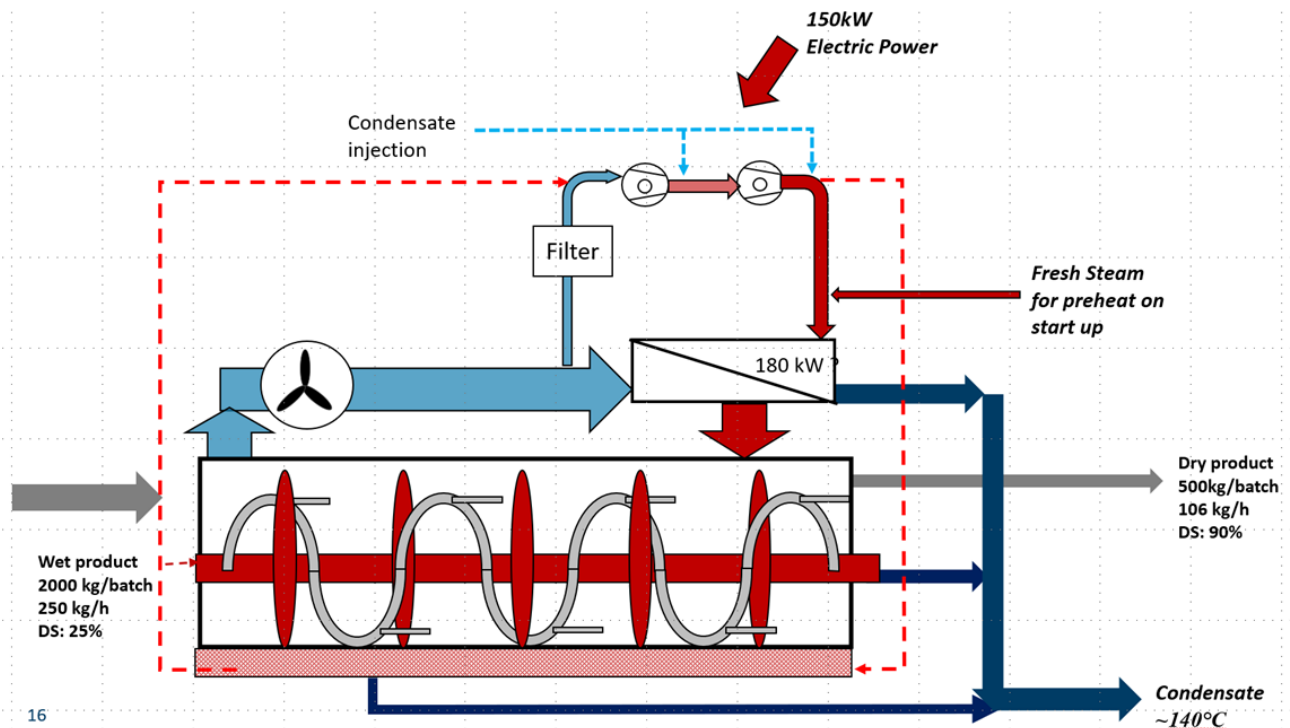 150kW
Electric Power
Condensate
injection
Filter
Fresh Steam
for preheat on
start up
180 kW ?
Dry product
500kg/batch
106 kg/h
DS: 90%
Wet product
2000 kg/batch
250 kg/h
DS: 25%
Condensate
~140°C
16